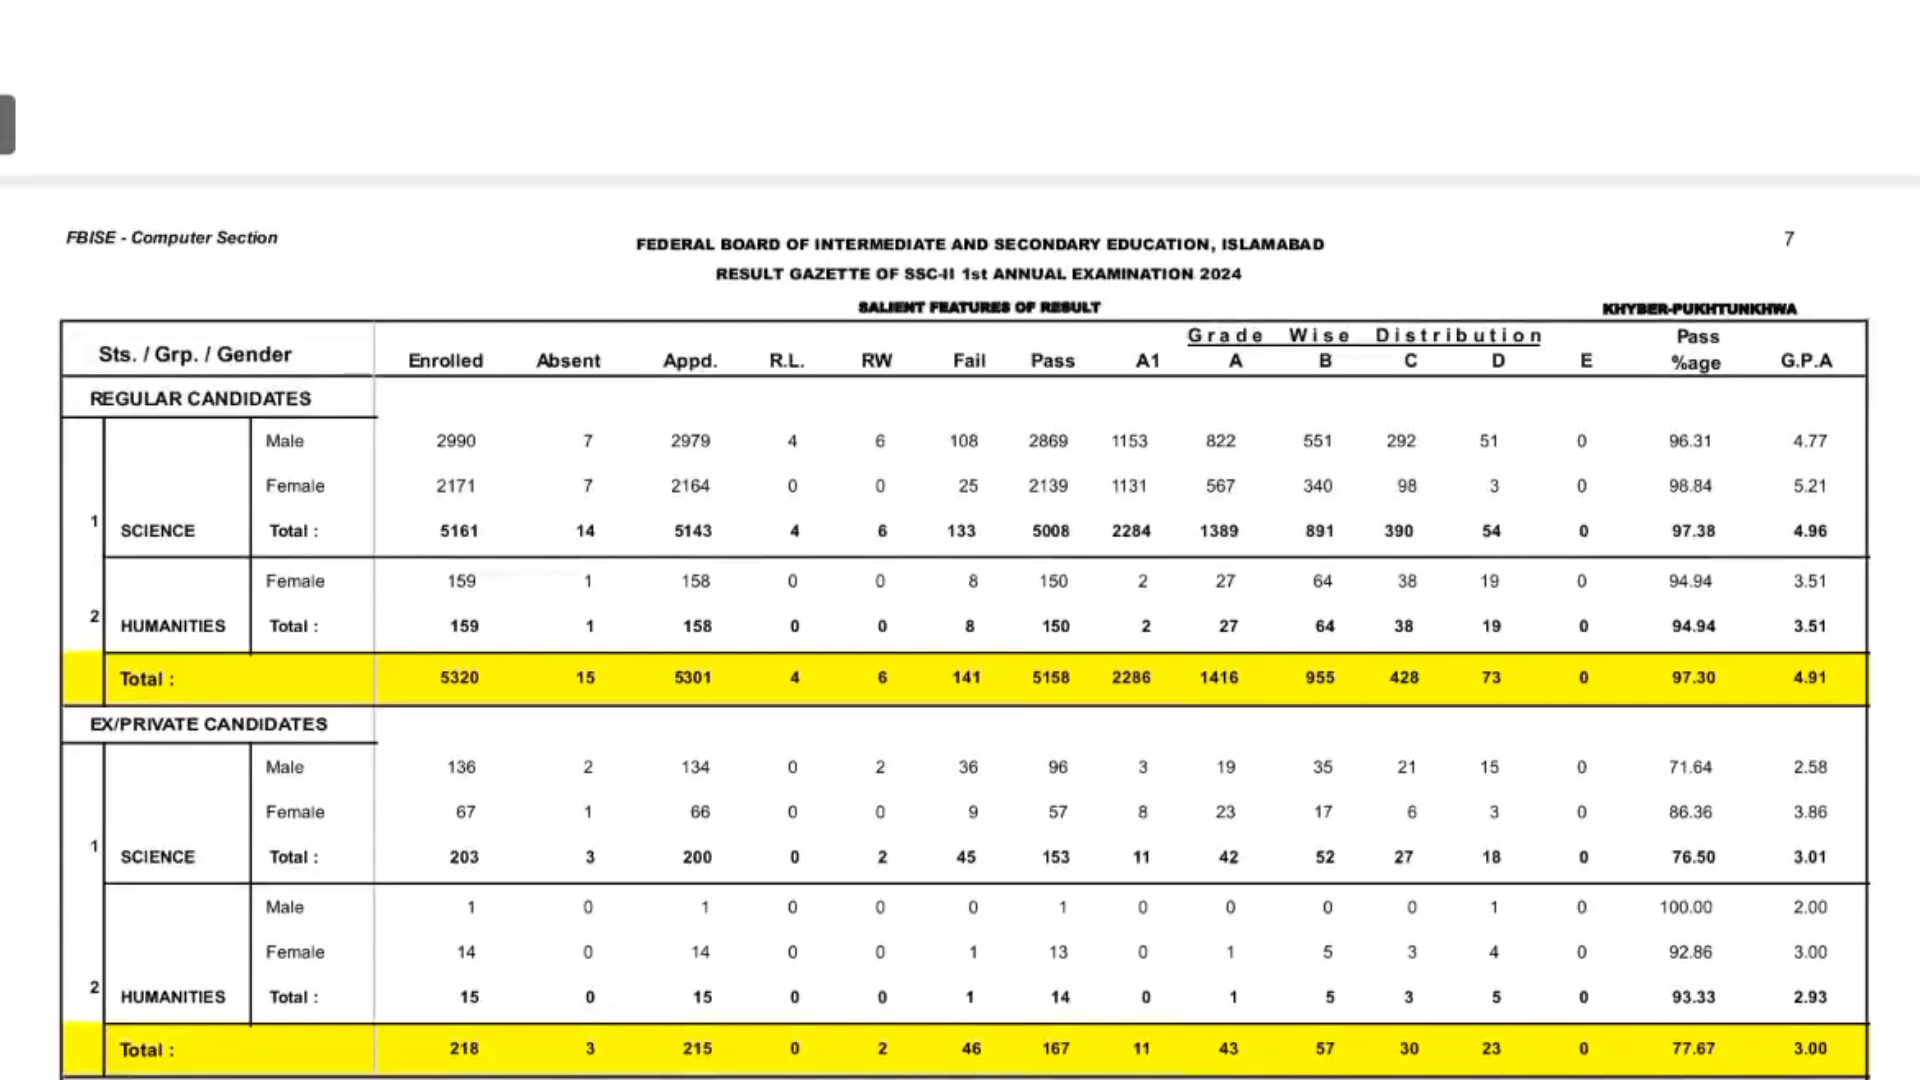 FBISE - Computer Section
7
FEDERAL BOARD OF INTERMEDIATE AND SECONDARY EDUCATION, ISLAMABAD
RESULT GAZETTE OF SSC-II 1st ANNUAL EXAMINATION 2024
SALIENT FEATURES OF RESULT KHYBER-PUKHTUNKHWA
Grade Wise Distribution Pass
Sts. / Grp. / Gender Enrolled Absent Appd. R.L. RW Fail Pass A1 A B C D E %age G.P.A
REGULAR CANDIDATES
Male 2990 7 2979 4 6 108 2869 1153 822 551 292 51 0 96.31 4.77
Female 2171 7 2164 0 0 25 2139 1131 567 340 98 3 0 98.84 5.21
1 SCIENCE Total : 5161 14 5143 4 6 133 5008 2284 1389 891 390 54 0 97.38 4.96
Female 159 1 158 0 0 8 150 2 27 64 38 19 0 94.94 3.51
2 HUMANITIES Total : 159 1 158 0 0 8 150 2 27 64 38 19 0 94.94 3.51
Total : 5320 15 5301 4 6 141 5158 2286 1416 955 428 73 0 97.30 4.91
EX/PRIVATE CANDIDATES
Male 136 2 134 0 2 36 96 3 19 35 21 15 0 71.64 2.58
Female 67 1 66 0 0 9 57 8 23 17 6 3 0 86.36 3.86
1 SCIENCE Total : 203 3 200 0 2 45 153 11 42 52 27 18 0 76.50 3.01
Male 1 0 1 0 0 0 1 0 0 0 0 1 0 100.00 2.00
Female 14 0 14 0 0 1 13 0 1 5 3 4 0 92.86 3.00
2 HUMANITIES Total : 15 0 15 0 0 1 14 0 1 5 3 5 0 93.33 2.93
Total : 218 3 215 0 2 46 167 11 43 57 30 23 0 77.67 3.00